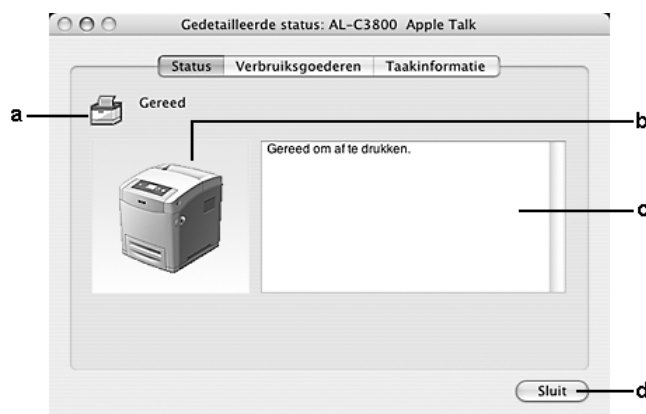 Gedetailleerde status: AL-C3800 Apple Talk
Status Verbruiksgoederen Taakinformatie
a
Gereed
b
Gereed om af te drukken.
c
Sluit
d